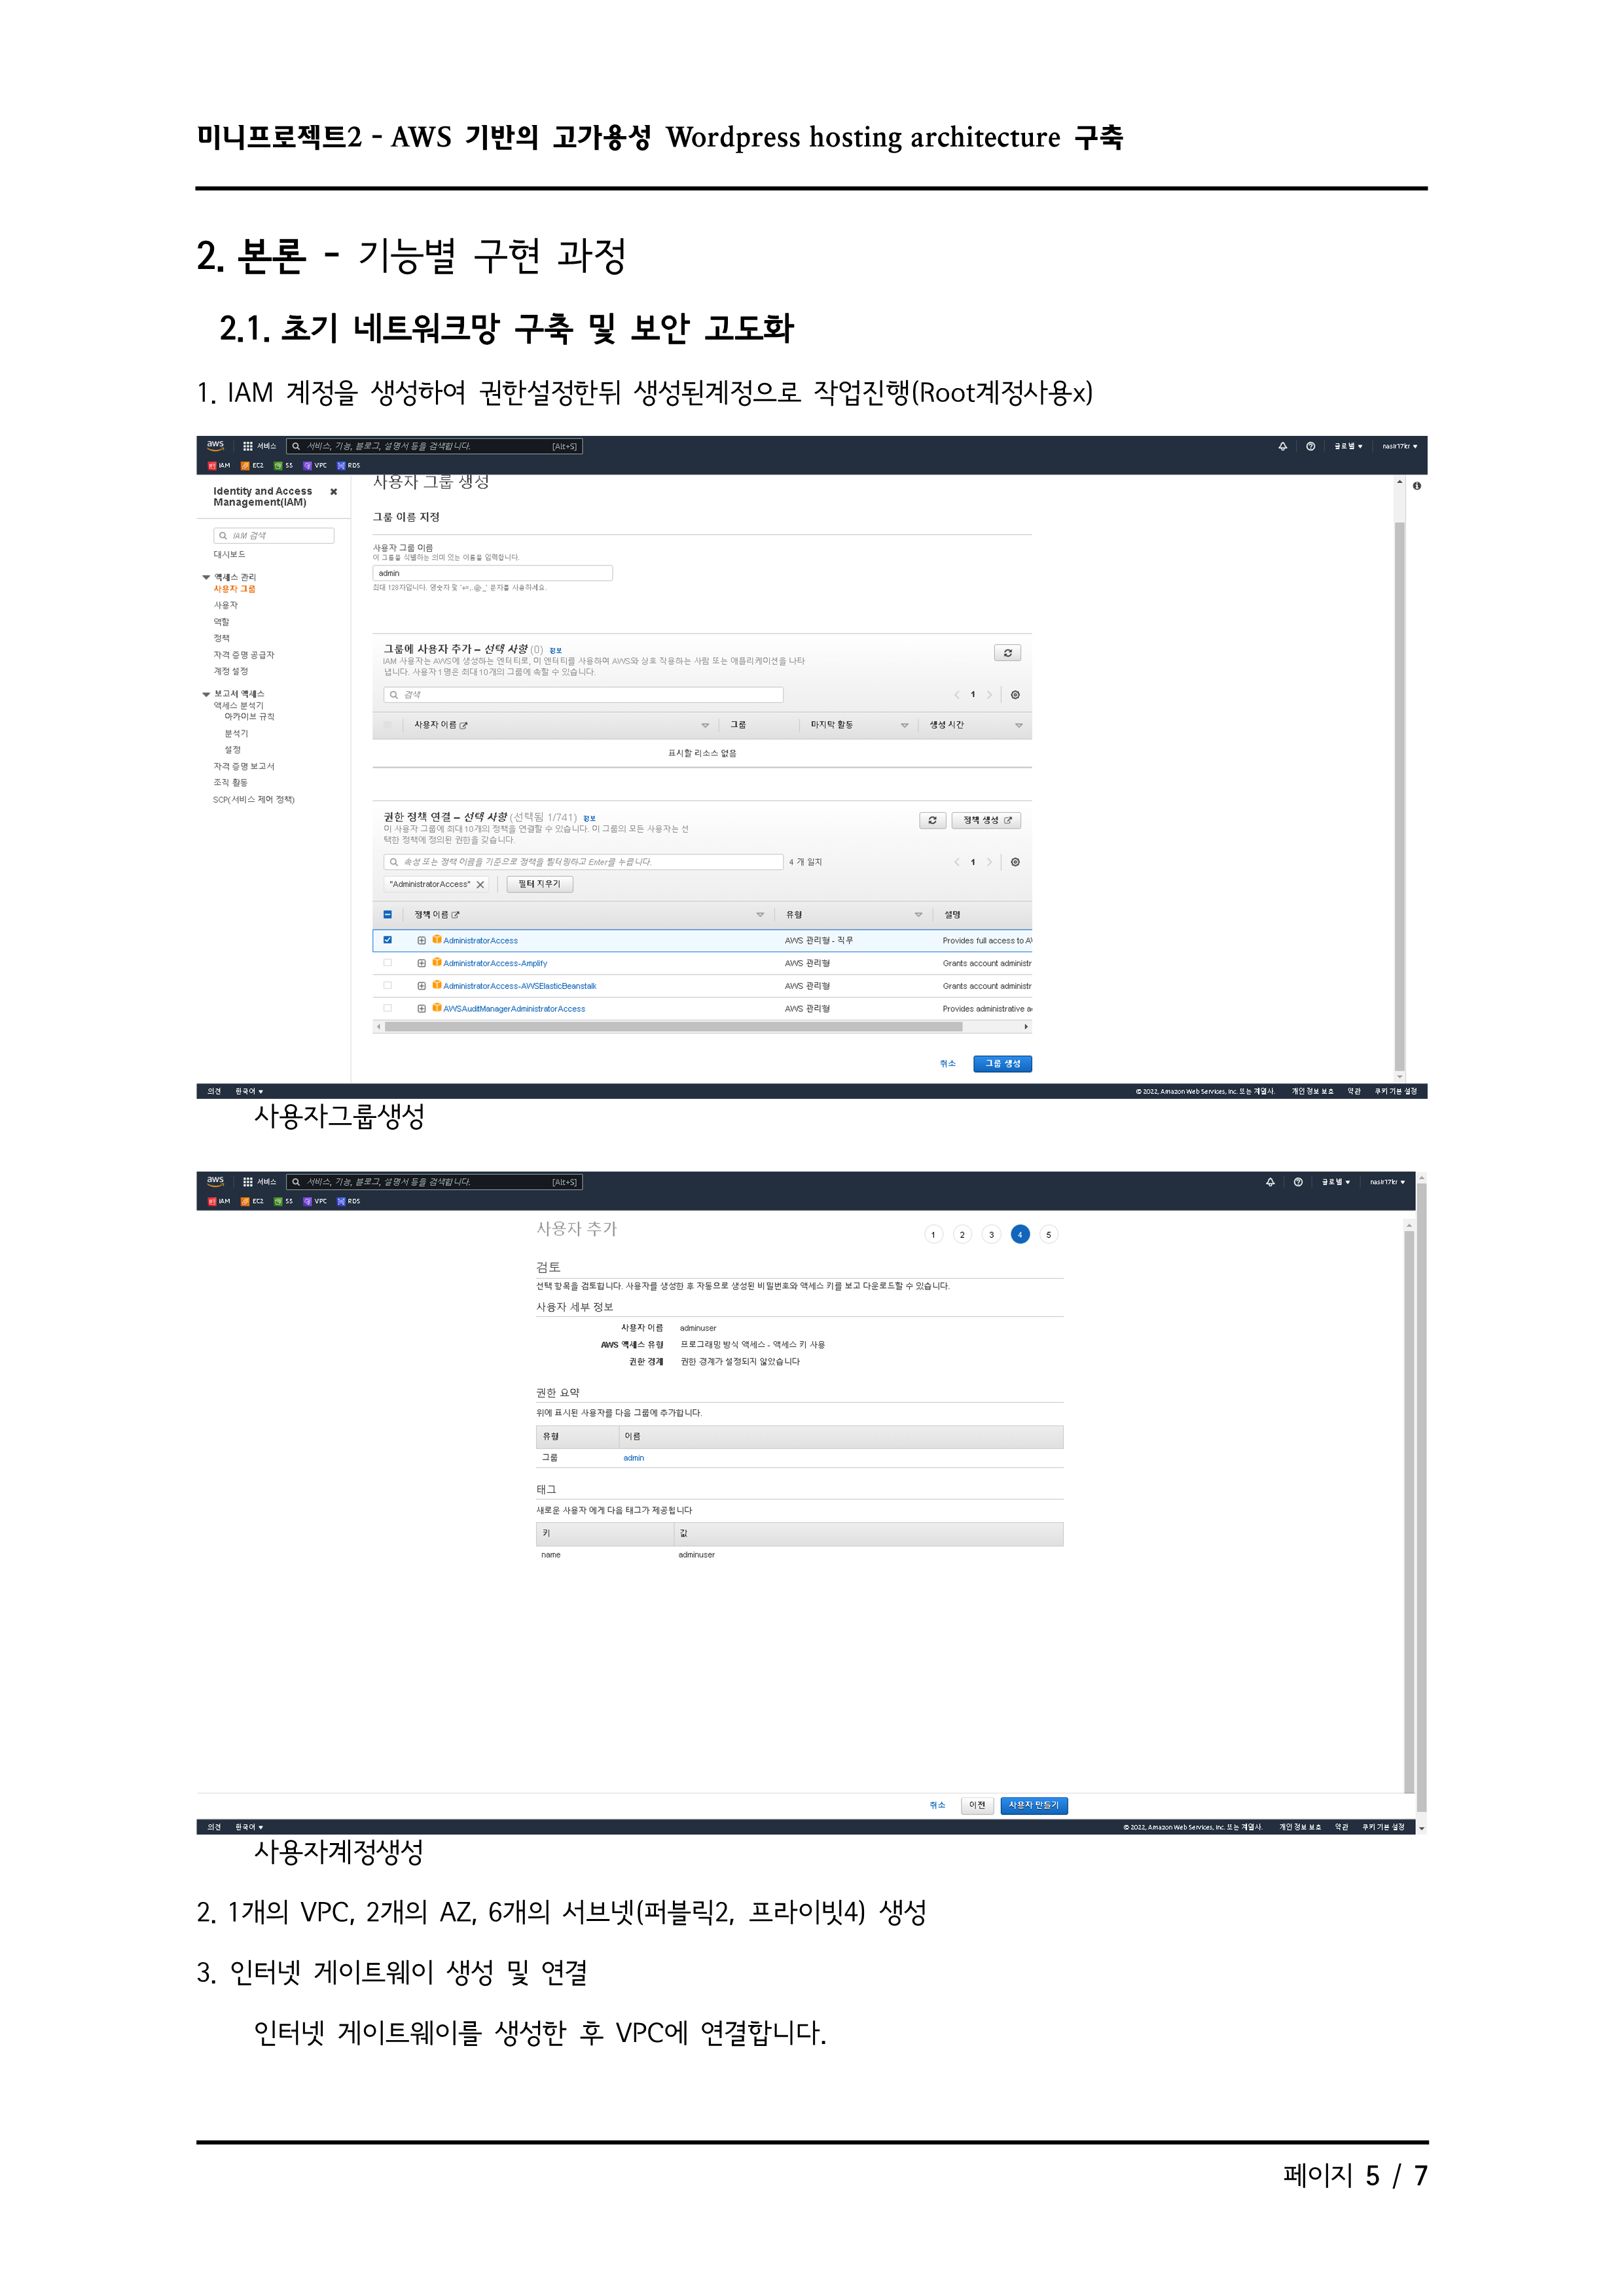 미니프로젝트2 - AWS 기반의 고가용성 Wordpress hosting architecture 구축
2. 본론 - 기능별 구현 과정
2.1. 초기 네트워크망 구축 및 보안 고도화
1. IAM 계정을 생성하여 권한설정한뒤 생성된계정으로 작업진행(Root계정사용x)
aws 서비스 서비스, 기능, 블로그, 설명서 등을 검색합니다. [Alt+S] 글로벌 nasir17kr
IAM EC2 S3 VPC RDS
Identity and Access Management(IAM)
IAM 검색
대시보드
액세스 관리
사용자 그룹
사용자
역할
정책
자격 증명 공급자
계정 설정
보고서 액세스
액세스 분석기
아카이브 규칙
분석기
설정
자격 증명 보고서
조직 활동
SCP(서비스 제어 정책)
사용자 그룹 생성
그룹 이름 지정
사용자 그룹 이름
이 그룹을 식별하는 의미 있는 이름을 입력합니다.
admin
최대 128자입니다. 영숫자 및 '+=,.@-_' 문자를 사용하세요.
그룹에 사용자 추가 – 선택 사항 (0) 정보
IAM 사용자는 AWS에 생성하는 엔터티로, 이 엔터티를 사용하여 AWS와 상호 작용하는 사람 또는 애플리케이션을 나타
냅니다. 사용자 1명은 최대 10개의 그룹에 속할 수 있습니다.
검색 1
사용자 이름 그룹 마지막 활동 생성 시간
표시할 리소스 없음
권한 정책 연결 – 선택 사항 (선택됨 1/741) 정보
정책 생성
이 사용자 그룹에 최대 10개의 정책을 연결할 수 있습니다. 이 그룹의 모든 사용자는 선
택한 정책에 정의된 권한을 갖습니다.
속성 또는 정책 이름을 기준으로 정책을 필터링하고 Enter를 누릅니다. 4 개 일치 1
"AdministratorAccess" 필터 지우기
정책 이름 유형 설명
AdministratorAccess AWS 관리형 - 직무 Provides full access to AW
AdministratorAccess-Amplify AWS 관리형 Grants account administr
AdministratorAccess-AWSElasticBeanstalk AWS 관리형 Grants account administr
AWSAuditManagerAdministratorAccess AWS 관리형 Provides administrative a
취소 그룹 생성
의견 한국어 © 2022, Amazon Web Services, Inc. 또는 계열사. 개인 정보 보호 약관 쿠키 기본 설정
사용자그룹생성
aws 서비스 서비스, 기능, 블로그, 설명서 등을 검색합니다. [Alt+S] 글로벌 nasir17kr
IAM EC2 S3 VPC RDS
사용자 추가 1 2 3 4 5
검토
선택 항목을 검토합니다. 사용자를 생성한 후 자동으로 생성된 비밀번호와 액세스 키를 보고 다운로드할 수 있습니다.
사용자 세부 정보
사용자 이름 adminuser
AWS 액세스 유형 프로그래밍 방식 액세스 - 액세스 키 사용
권한 경계 권한 경계가 설정되지 않았습니다
권한 요약
위에 표시된 사용자를 다음 그룹에 추가합니다.
유형 이름
그룹 admin
태그
새로운 사용자 에게 다음 태그가 제공됩니다
키 값
name adminuser
취소 이전 사용자 만들기
의견 한국어 © 2022, Amazon Web Services, Inc. 또는 계열사. 개인 정보 보호 약관 쿠키 기본 설정
사용자계정생성
2. 1개의 VPC, 2개의 AZ, 6개의 서브넷(퍼블릭2, 프라이빗4) 생성
3. 인터넷 게이트웨이 생성 및 연결
인터넷 게이트웨이를 생성한 후 VPC에 연결합니다.
페이지 5 / 7